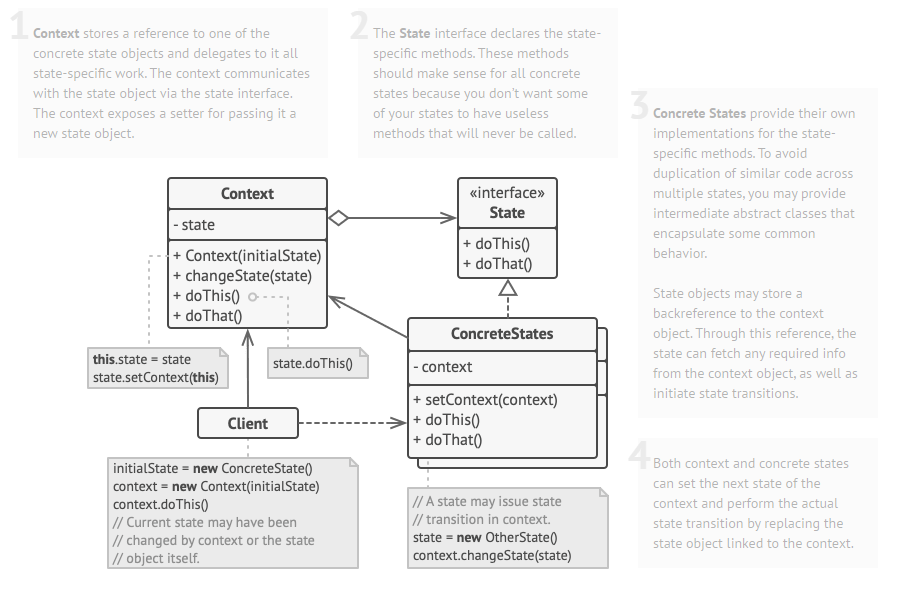 1
Context stores a reference to one of the
concrete state objects and delegates to it all
state-specific work. The context communicates
with the state object via the state interface.
The context exposes a setter for passing it a
new state object.
2
The State interface declares the state-
specific methods. These methods
should make sense for all concrete
states because you don't want some
of your states to have useless
methods that will never be called.
3
Concrete States provide their own
implementations for the state-
specific methods. To avoid
duplication of similar code across
multiple states, you may provide
intermediate abstract classes that
encapsulate some common
behavior.
State objects may store a
backreference to the context
object. Through this reference, the
state can fetch any required info
from the context object, as well as
initiate state transitions.
Context
- state
+ Context(initialState)
+ changeState(state)
+ doThis()
+ doThat()
«interface»
State
+ doThis()
+ doThat()
this.state = state
state.setContext(this)
state.doThis()
ConcreteStates
- context
+ setContext(context)
+ doThis()
+ doThat()
Client
initialState = new ConcreteState()
context = new Context(initialState)
context.doThis()
// Current state may have been
// changed by context or the state
// object itself.
// A state may issue state
// transition in context.
state = new OtherState()
context.changeState(state)
4
Both context and concrete states
can set the next state of the
context and perform the actual
state transition by replacing the
state object linked to the context.